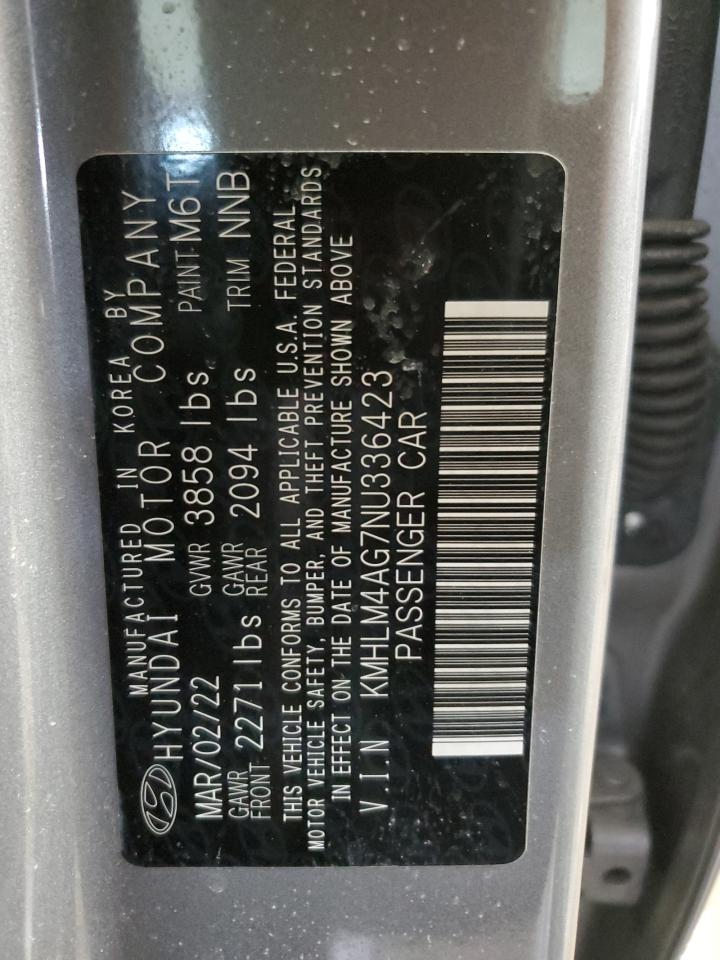 MANUFACTURED IN KOREA BY
HYUNDAI MOTOR COMPANY
MAR/02/22 GVWR 3858 lbs PAINT M6T
GAWR FRONT 2271 lbs GAWR REAR 2094 lbs TRIM NNB
THIS VEHICLE CONFORMS TO ALL APPLICABLE U.S.A. FEDERAL
MOTOR VEHICLE SAFETY, BUMPER, AND THEFT PREVENTION STANDARDS
IN EFFECT ON THE DATE OF MANUFACTURE SHOWN ABOVE
V.I.N KMHLM4AG7NU336423
PASSENGER CAR